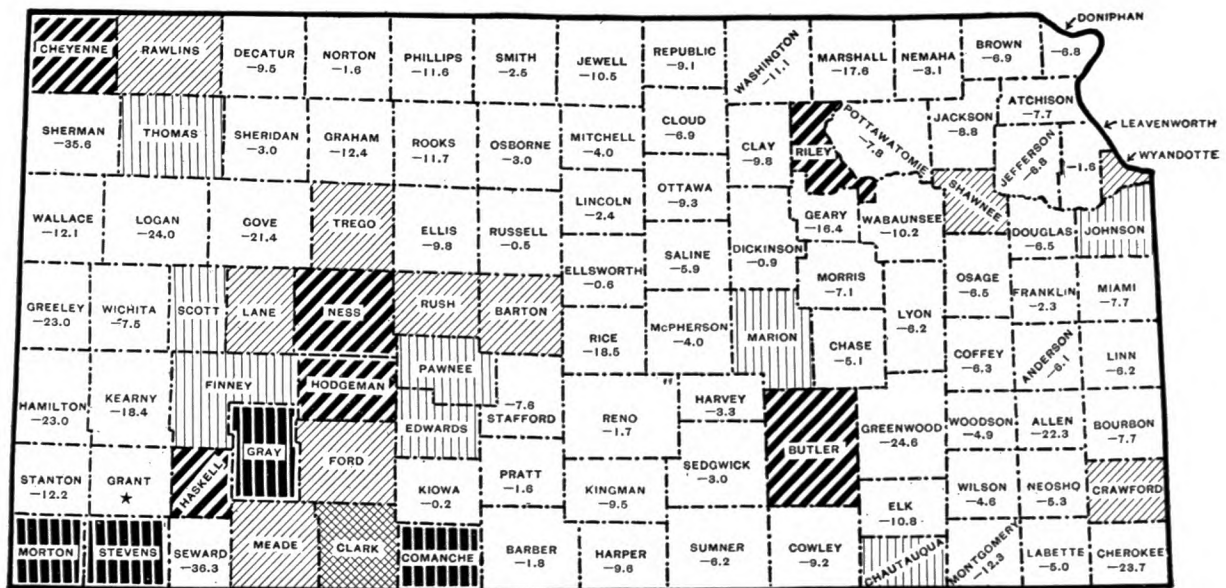 DONIPHAN
−6.8
CHEYENNE
RAWLINS
DECATUR
−9.5
NORTON
−1.6
PHILLIPS
−11.6
SMITH
−2.5
JEWELL
−10.5
REPUBLIC
−9.1
WASHINGTON
−11.1
MARSHALL
−17.6
NEMAHA
−3.1
BROWN
−6.9
SHERMAN
−35.6
THOMAS
SHERIDAN
−3.0
GRAHAM
−12.4
ROOKS
−11.7
OSBORNE
−3.0
MITCHELL
−4.0
CLOUD
−6.9
CLAY
−9.8
RILEY
POTTAWATOMIE
−7.8
JACKSON
−8.8
ATCHISON
−7.7
JEFFERSON
−8.8
LEAVENWORTH
−1.6
WYANDOTTE
WALLACE
−12.1
LOGAN
−24.0
GOVE
−21.4
TREGO
ELLIS
−9.8
RUSSELL
−0.5
LINCOLN
−2.4
OTTAWA
−9.3
SALINE
−5.9
DICKINSON
−0.9
GEARY
−16.4
WABAUNSEE
−10.2
SHAWNEE
DOUGLAS
−6.5
JOHNSON
GREELEY
−23.0
WICHITA
−7.5
SCOTT
LANE
NESS
RUSH
BARTON
ELLSWORTH
−0.6
RICE
−18.5
McPHERSON
−4.0
MARION
MORRIS
−7.1
CHASE
−5.1
LYON
−6.2
OSAGE
−6.5
FRANKLIN
−2.3
MIAMI
−7.7
COFFEY
−6.3
ANDERSON
−6.1
LINN
−6.2
HAMILTON
−23.0
KEARNY
−18.4
FINNEY
HODGEMAN
PAWNEE
EDWARDS
−7.6
STAFFORD
RENO
−1.7
HARVEY
−3.3
BUTLER
GREENWOOD
−24.6
WOODSON
−4.9
ALLEN
−22.3
BOURBON
−7.7
STANTON
−12.2
GRANT
★
HASKELL
GRAY
FORD
KIOWA
−0.2
PRATT
−1.6
KINGMAN
−9.5
SEDGWICK
−3.0
ELK
−10.8
WILSON
−4.6
NEOSHO
−5.3
CRAWFORD
MORTON
STEVENS
SEWARD
−36.3
MEADE
CLARK
COMANCHE
BARBER
−1.8
HARPER
−9.6
SUMNER
−6.2
COWLEY
−9.2
CHAUTAUQUA
MONTGOMERY
−12.3
LABETTE
−5.0
CHEROKEE
−23.7